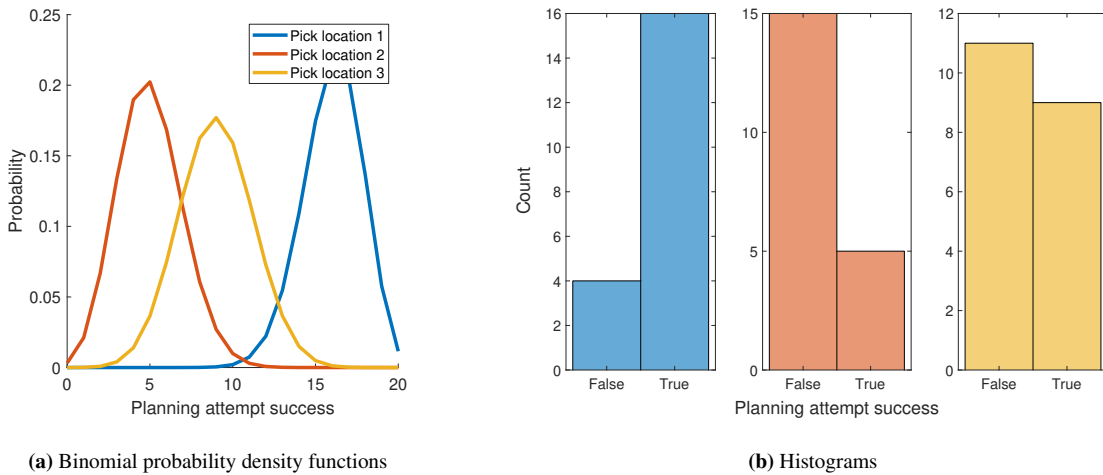 0.25
0.2
0.15
0.1
0.05
0
Probability
0 5 10 15 20
Planning attempt success
Pick location 1
Pick location 2
Pick location 3
(a) Binomial probability density functions
16
14
12
10
8
6
4
2
0
Count
False True
15
10
5
0
False True
12
10
8
6
4
2
0
False True
Planning attempt success
(b) Histograms